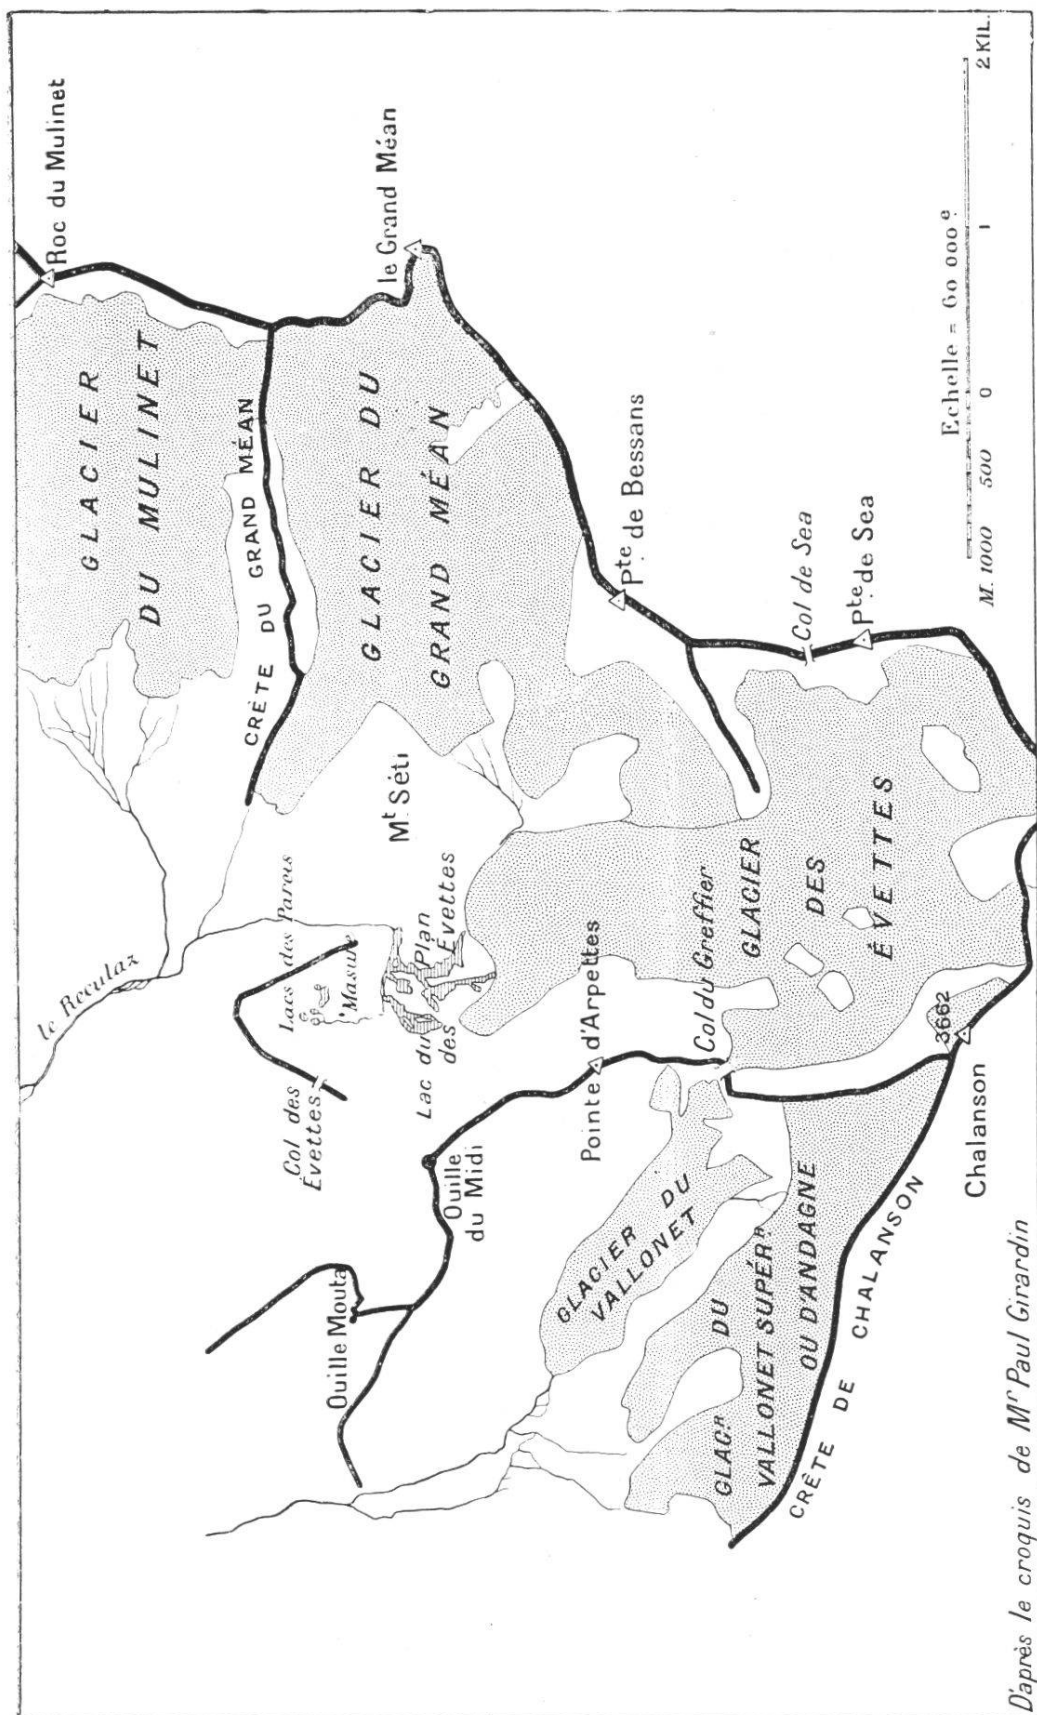 Roc du Mulinet
GLACIER
DU MULINET
CRÈTE DU GRAND MÉAN
le Grand Méan
GLACIER DU
GRAND MÉAN
Mt Séti
le Reculaz
Lacs des Pareis
Masure
Plan
Évettes
Lac du
des
Col des
Évettes
Ouille
du Midi
Ouille Mouta
Pointe d'Arpettes
Col du Greffier
GLACIER
DES
ÉVETTES
Pte. de Bessans
Col de Sea
Pte. de Sea
GLACIER DU
VALLONET
GLACR. DU
VALLONET SUPÉRR.
OU D'ANDAGNE
CRÊTE DE CHALANSON
3662
Chalanson
Echelle = 60 000e
M. 1000 500 0 1 2 KIL.
D'après le croquis de Mr Paul Girardin